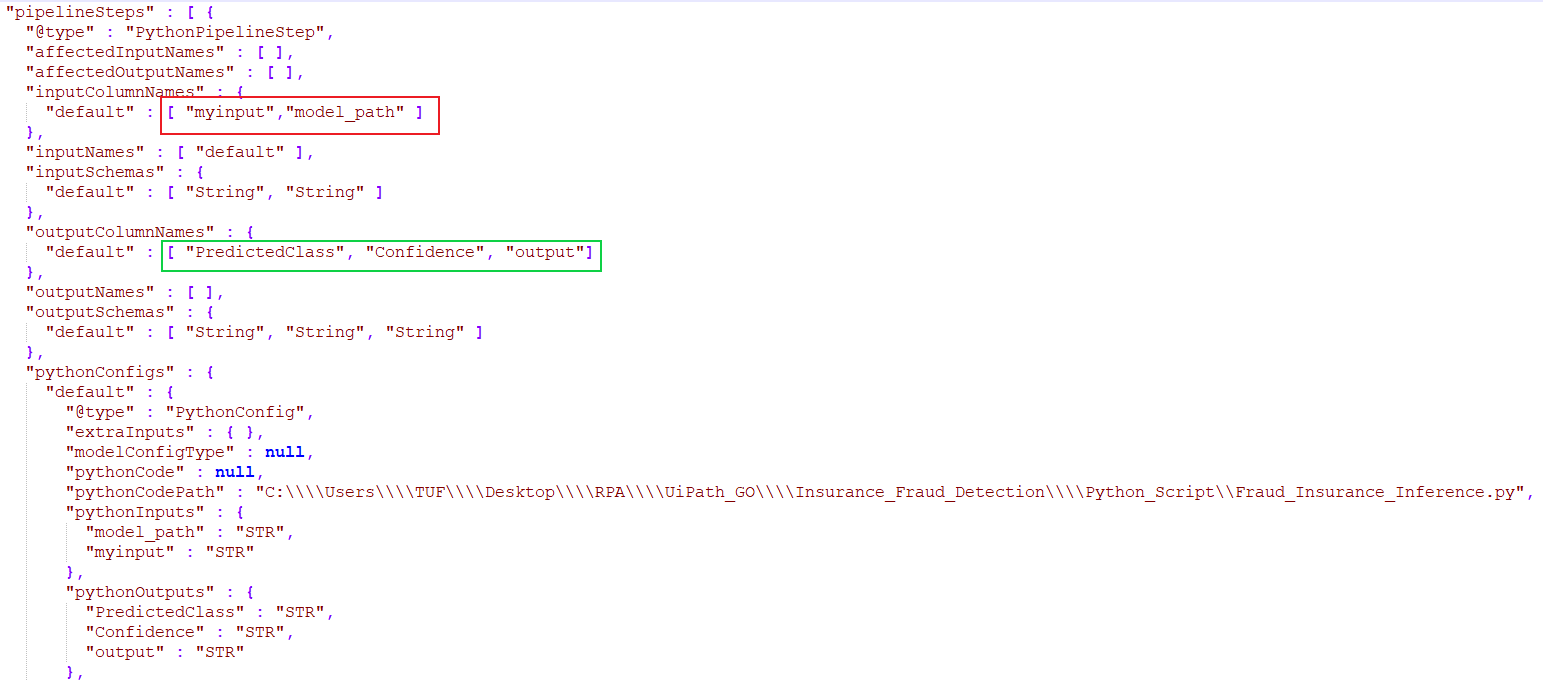 "pipelineSteps" : [ {
"@type" : "PythonPipelineStep",
"affectedInputNames" : [ ],
"affectedOutputNames" : [ ],
"inputColumnNames" : {
"default" : [ "myinput","model_path" ]
},
"inputNames" : [ "default" ],
"inputSchemas" : {
"default" : [ "String", "String" ]
},
"outputColumnNames" : {
"default" : [ "PredictedClass", "Confidence", "output"]
},
"outputNames" : [ ],
"outputSchemas" : {
"default" : [ "String", "String", "String" ]
},
"pythonConfigs" : {
"default" : {
"@type" : "PythonConfig",
"extraInputs" : { },
"modelConfigType" : null,
"pythonCode" : null,
"pythonCodePath" : "C:\\\\Users\\\\TUF\\\\Desktop\\\\RPA\\\\UiPath_GO\\\\Insurance_Fraud_Detection\\\\Python_Script\\Fraud_Insurance_Inference.py",
"pythonInputs" : {
"model_path" : "STR",
"myinput" : "STR"
},
"pythonOutputs" : {
"PredictedClass" : "STR",
"Confidence" : "STR",
"output" : "STR"
},